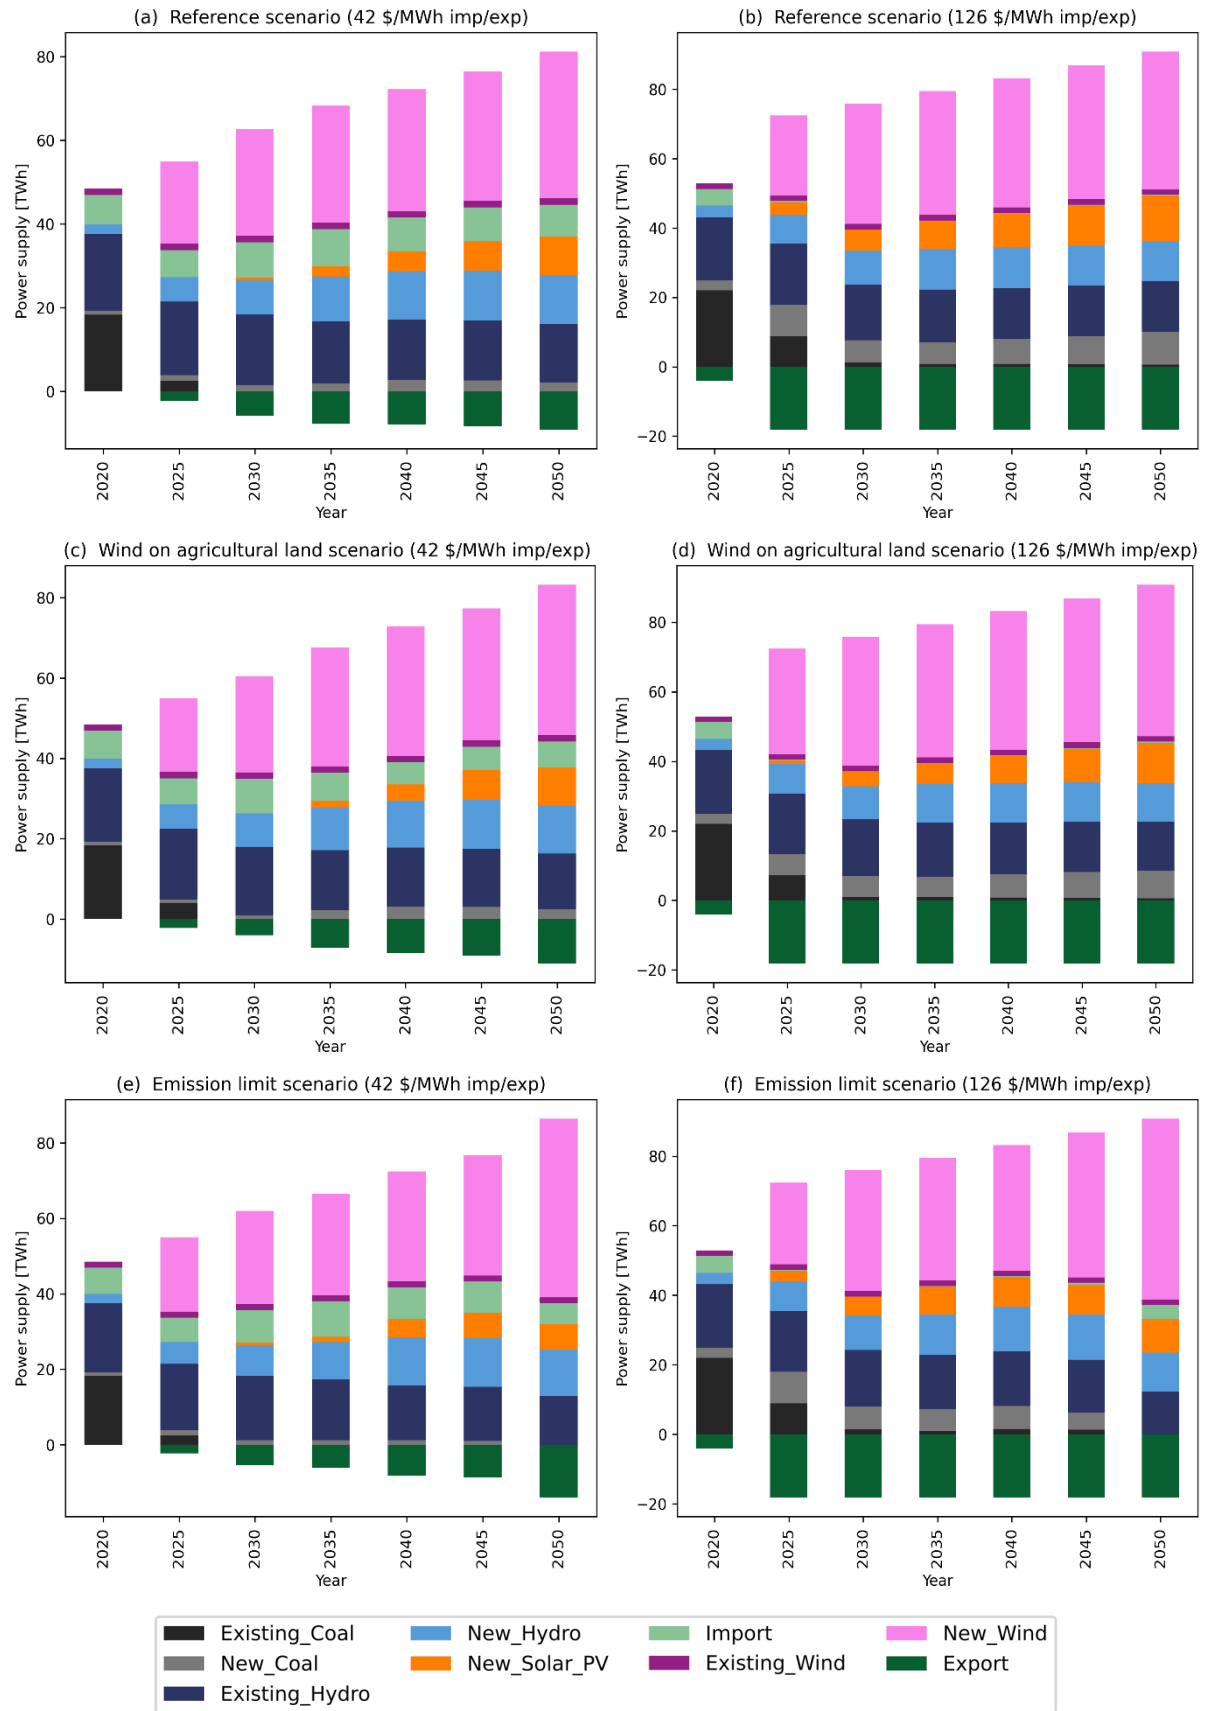 (a)  Reference scenario (42 $/MWh imp/exp)
Power supply [TWh]
80
60
40
20
0
2020 2025 2030 2035 2040 2045 2050
Year
(b)  Reference scenario (126 $/MWh imp/exp)
Power supply [TWh]
80
60
40
20
0
−20
2020 2025 2030 2035 2040 2045 2050
Year
(c)  Wind on agricultural land scenario (42 $/MWh imp/exp)
Power supply [TWh]
80
60
40
20
0
2020 2025 2030 2035 2040 2045 2050
Year
(d)  Wind on agricultural land scenario (126 $/MWh imp/exp)
Power supply [TWh]
80
60
40
20
0
−20
2020 2025 2030 2035 2040 2045 2050
Year
(e)  Emission limit scenario (42 $/MWh imp/exp)
Power supply [TWh]
80
60
40
20
0
2020 2025 2030 2035 2040 2045 2050
Year
(f)  Emission limit scenario (126 $/MWh imp/exp)
Power supply [TWh]
80
60
40
20
0
−20
2020 2025 2030 2035 2040 2045 2050
Year
Existing_Coal
New_Coal
Existing_Hydro
New_Hydro
New_Solar_PV
Import
Existing_Wind
New_Wind
Export